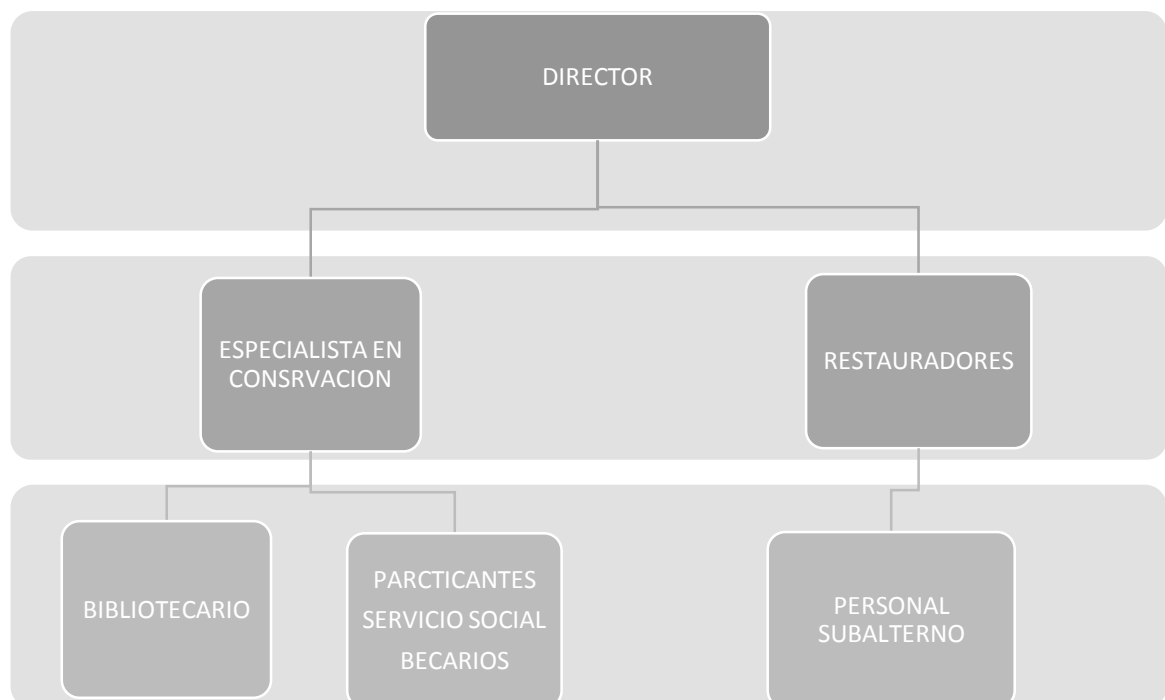 DIRECTOR
ESPECIALISTA EN
CONSRVACION
RESTAURADORES
BIBLIOTECARIO
PARCTICANTES
SERVICIO SOCIAL
BECARIOS
PERSONAL
SUBALTERNO